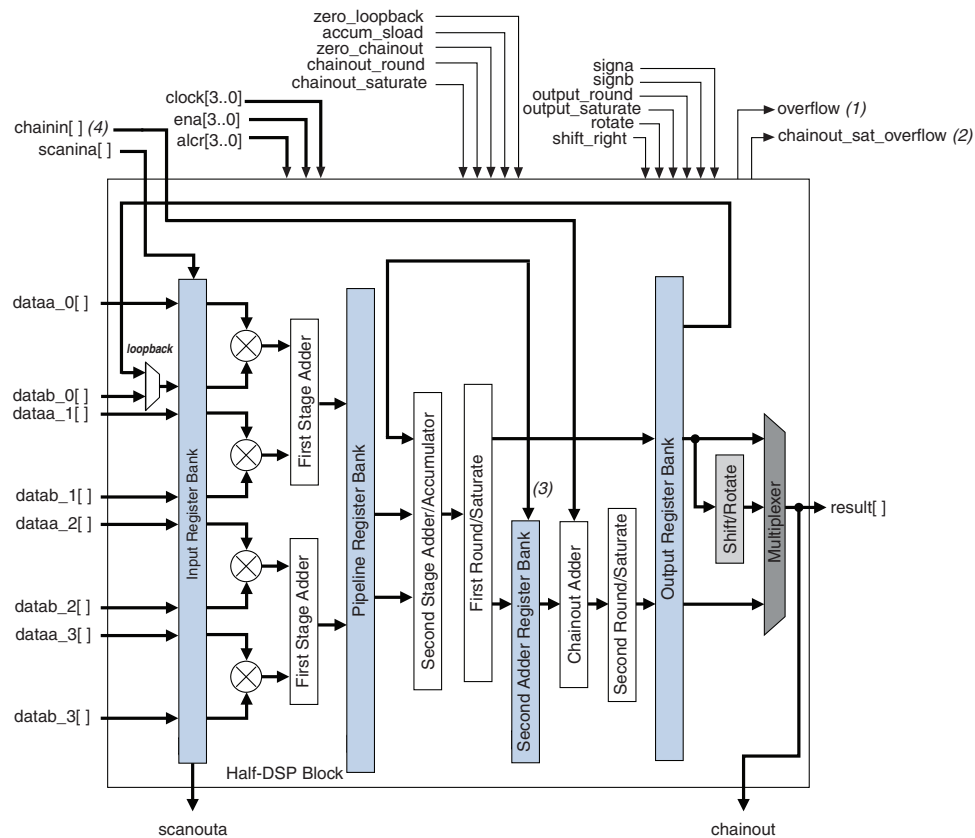 zero_loopback
accum_sload
zero_chainout
chainout_round
chainout_saturate
signa
signb
output_round
output_saturate
rotate
shift_right
clock[3..0]
ena[3..0]
alcr[3..0]
overflow (1)
chainout_sat_overflow (2)
chainin[ ] (4)
scanina[ ]
dataa_0[ ]
loopback
datab_0[ ]
dataa_1[ ]
datab_1[ ]
dataa_2[ ]
datab_2[ ]
dataa_3[ ]
datab_3[ ]
Input Register Bank
First Stage Adder
First Stage Adder
Pipeline Register Bank
Second Stage Adder/Accumulator
First Round/Saturate
(3)
Second Adder Register Bank
Chainout Adder
Second Round/Saturate
Output Register Bank
Shift/Rotate
Multiplexer
result[ ]
Half-DSP Block
scanouta
chainout